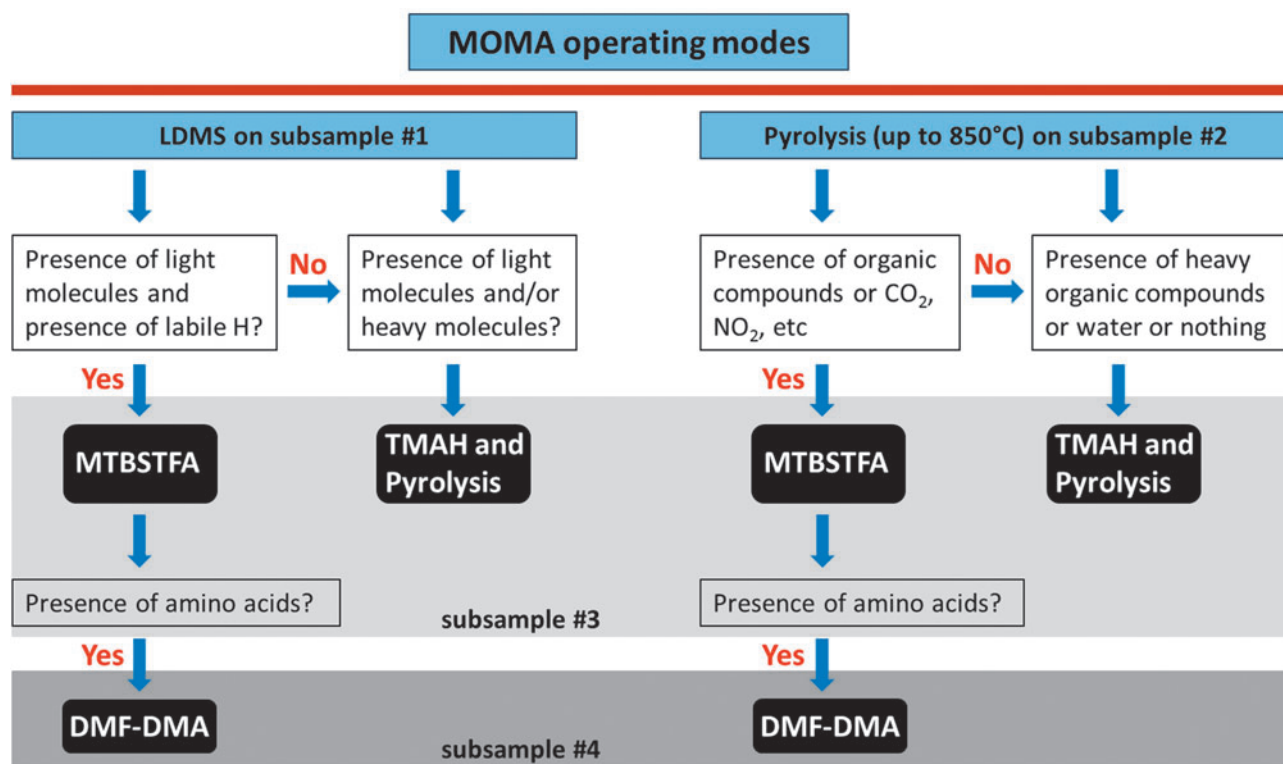 MOMA operating modes
LDMS on subsample #1
Pyrolysis (up to 850°C) on subsample #2
Presence of light
molecules and
presence of labile H?
No
Presence of light
molecules and/or
heavy molecules?
Presence of organic
compounds or CO₂,
NO₂, etc
No
Presence of heavy
organic compounds
or water or nothing
Yes
Yes
MTBSTFA
TMAH and
Pyrolysis
MTBSTFA
TMAH and
Pyrolysis
Presence of amino acids?
subsample #3
Presence of amino acids?
Yes
Yes
DMF-DMA
subsample #4
DMF-DMA